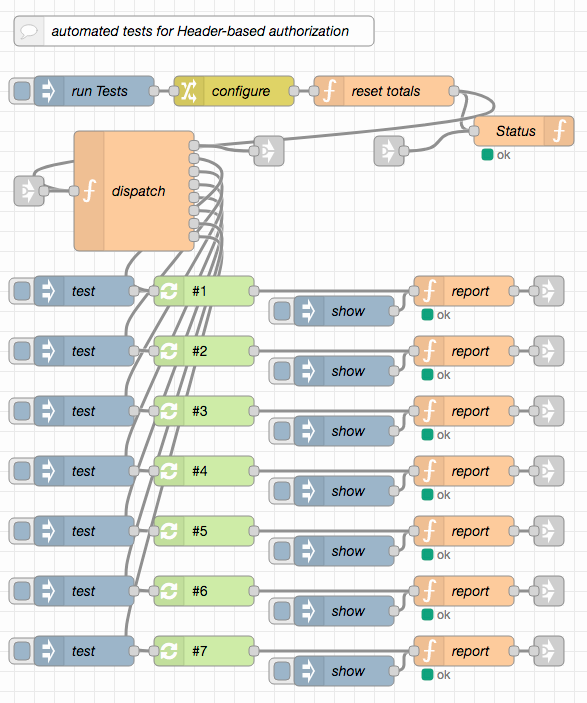 automated tests for Header-based authorization
run Tests
configure
reset totals
Status
ok
dispatch
test
#1
show
report
ok
test
#2
show
report
ok
test
#3
show
report
ok
test
#4
show
report
ok
test
#5
show
report
ok
test
#6
show
report
ok
test
#7
show
report
ok